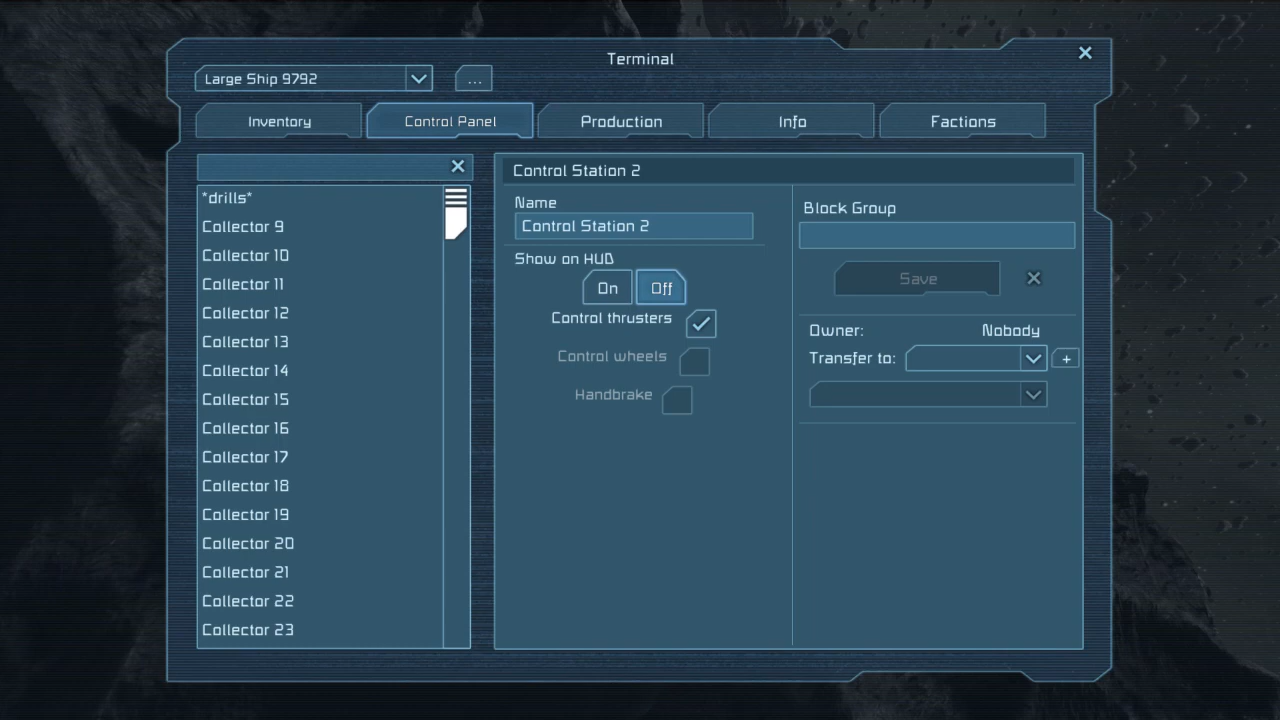 Terminal
Large Ship 9792
...
Inventory
Control Panel
Production
Info
Factions
*drills*
Collector 9
Collector 10
Collector 11
Collector 12
Collector 13
Collector 14
Collector 15
Collector 16
Collector 17
Collector 18
Collector 19
Collector 20
Collector 21
Collector 22
Collector 23
Control Station 2
Name
Control Station 2
Show on HUD
On
Off
Control thrusters
Control wheels
Handbrake
Block Group
Save
Owner: Nobody
Transfer to:
+